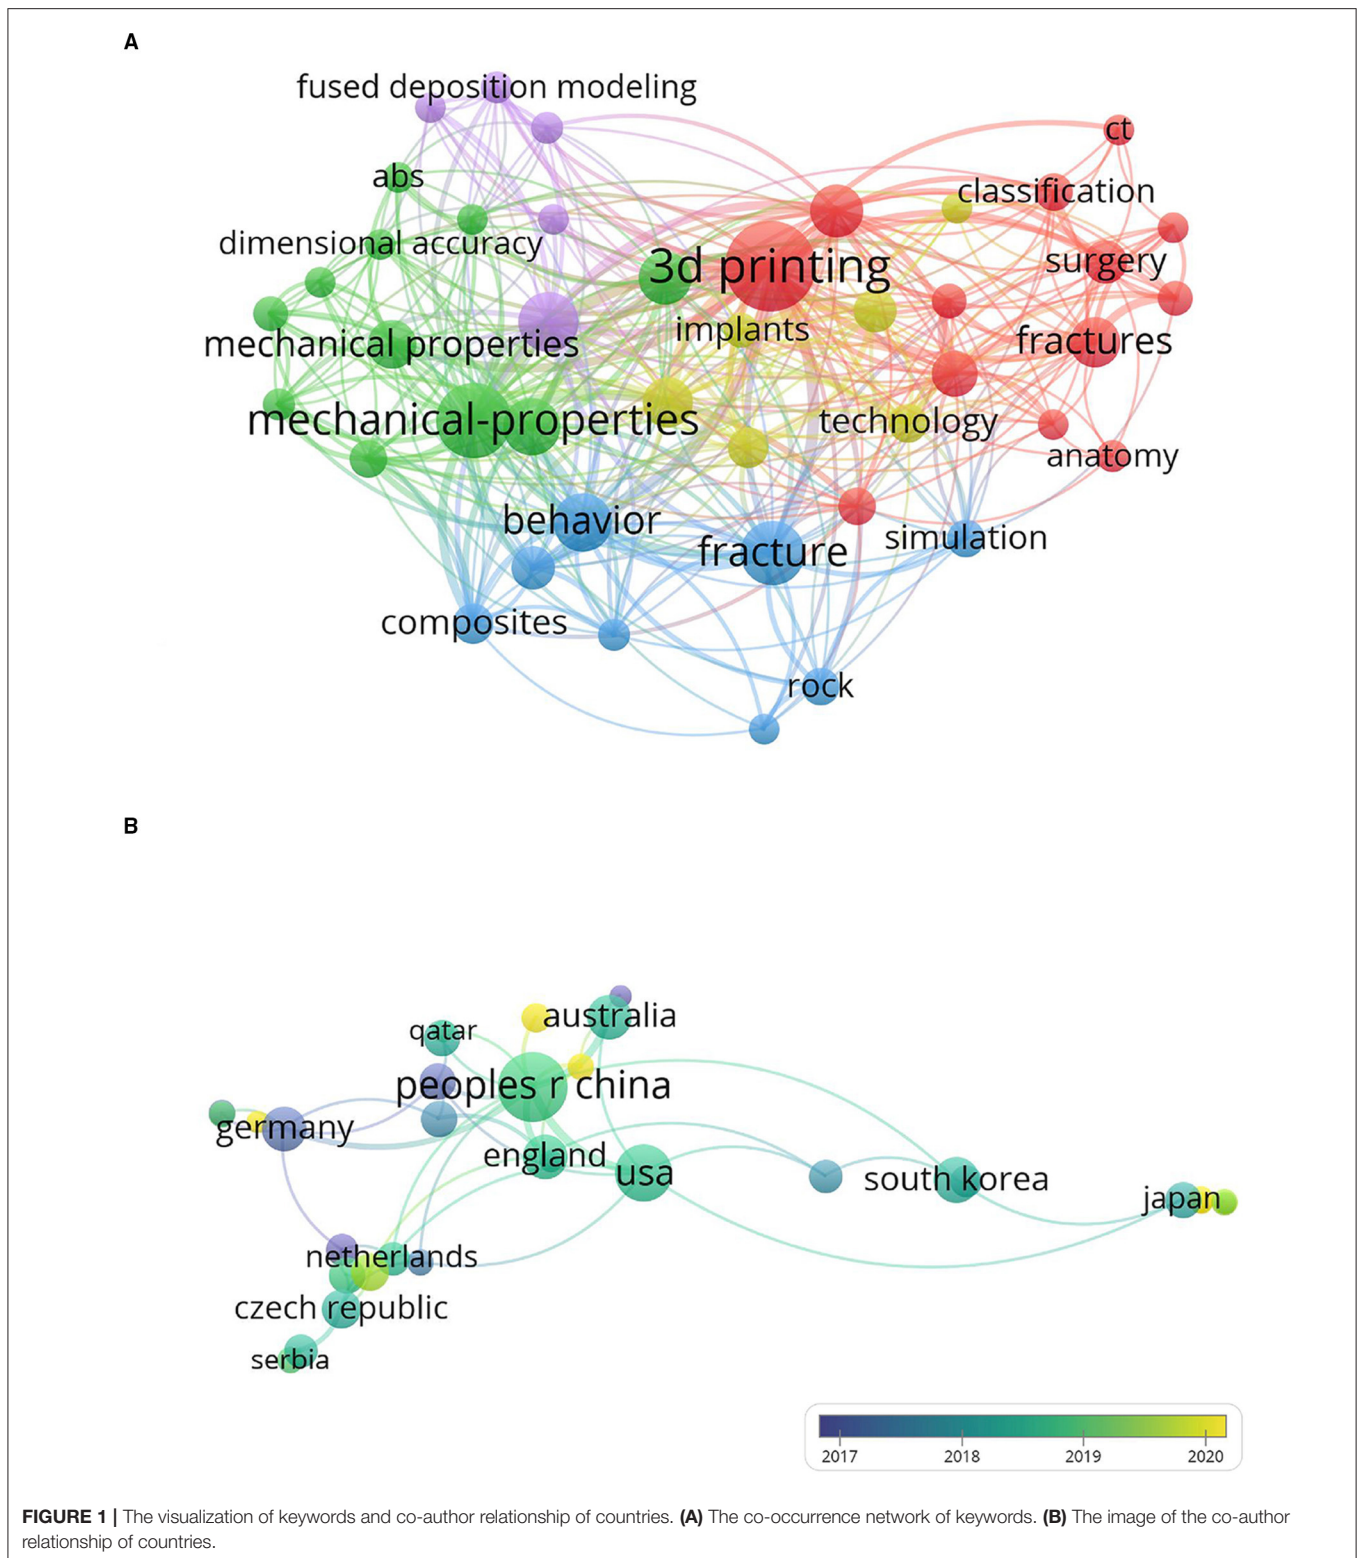 A
fused deposition modeling
ct
abs
classification
dimensional accuracy
surgery
3d printing
implants
fractures
mechanical properties
mechanical-properties
technology
anatomy
behavior
simulation
fracture
composites
rock
B
australia
qatar
peoples r china
germany
england
usa
south korea
japan
netherlands
czech republic
serbia
2017 2018 2019 2020
FIGURE 1 | The visualization of keywords and co-author relationship of countries. (A) The co-occurrence network of keywords. (B) The image of the co-author
relationship of countries.